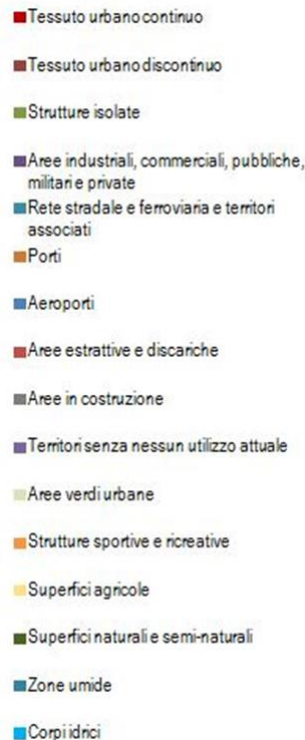 Tessuto urbano continuo
Tessuto urbano discontinuo
Strutture isolate
Aree industriali, commerciali, pubbliche,
militari e private
Rete stradale e ferroviaria e territori
associati
Porti
Aeroporti
Aree estrattive e discariche
Aree in costruzione
Territori senza nessun utilizzo attuale
Aree verdi urbane
Strutture sportive e ricreative
Superfici agricole
Superfici naturali e semi-naturali
Zone umide
Corpi idrici